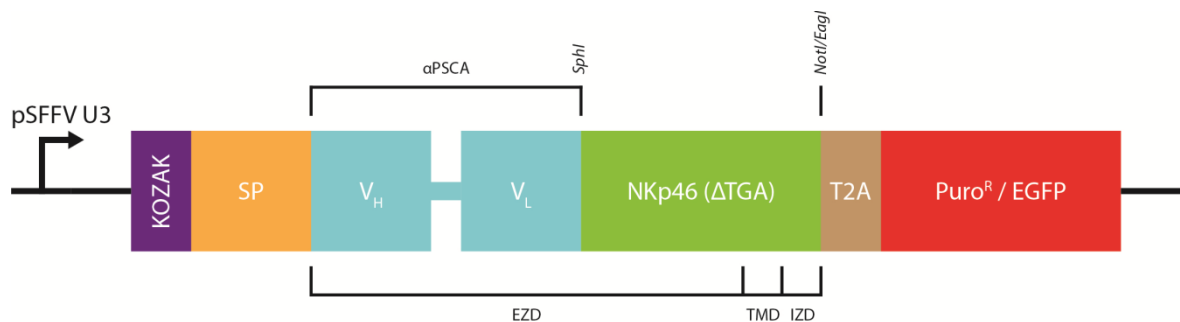 αPSCA
SphI
NotI/EagI
pSFFV U3
KOZAK
SP
VH
VL
NKp46 (ΔTGA)
T2A
PuroR / EGFP
EZD
TMD
IZD